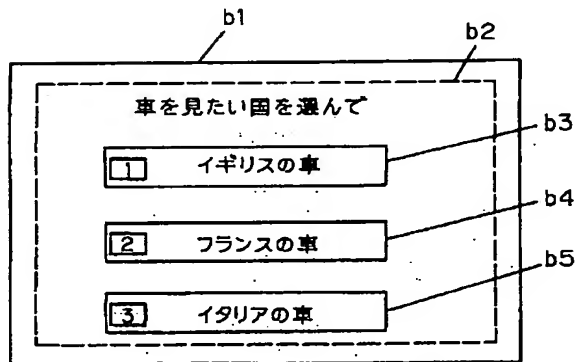 b1
b2
車を見たい国を選んで
b3
1 イギリスの車
b4
2 フランスの車
b5
3 イタリアの車